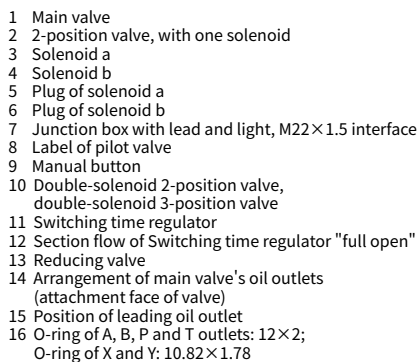 1 Main valve
2 2-position valve, with one solenoid
3 Solenoid a
4 Solenoid b
5 Plug of solenoid a
6 Plug of solenoid b
7 Junction box with lead and light, M22×1.5 interface
8 Label of pilot valve
9 Manual button
10 Double-solenoid 2-position valve,
double-solenoid 3-position valve
11 Switching time regulator
12 Section flow of Switching time regulator "full open"
13 Reducing valve
14 Arrangement of main valve's oil outlets
(attachment face of valve)
15 Position of leading oil outlet
16 O-ring of A, B, P and T outlets: 12×2;
O-ring of X and Y: 10.82×1.78